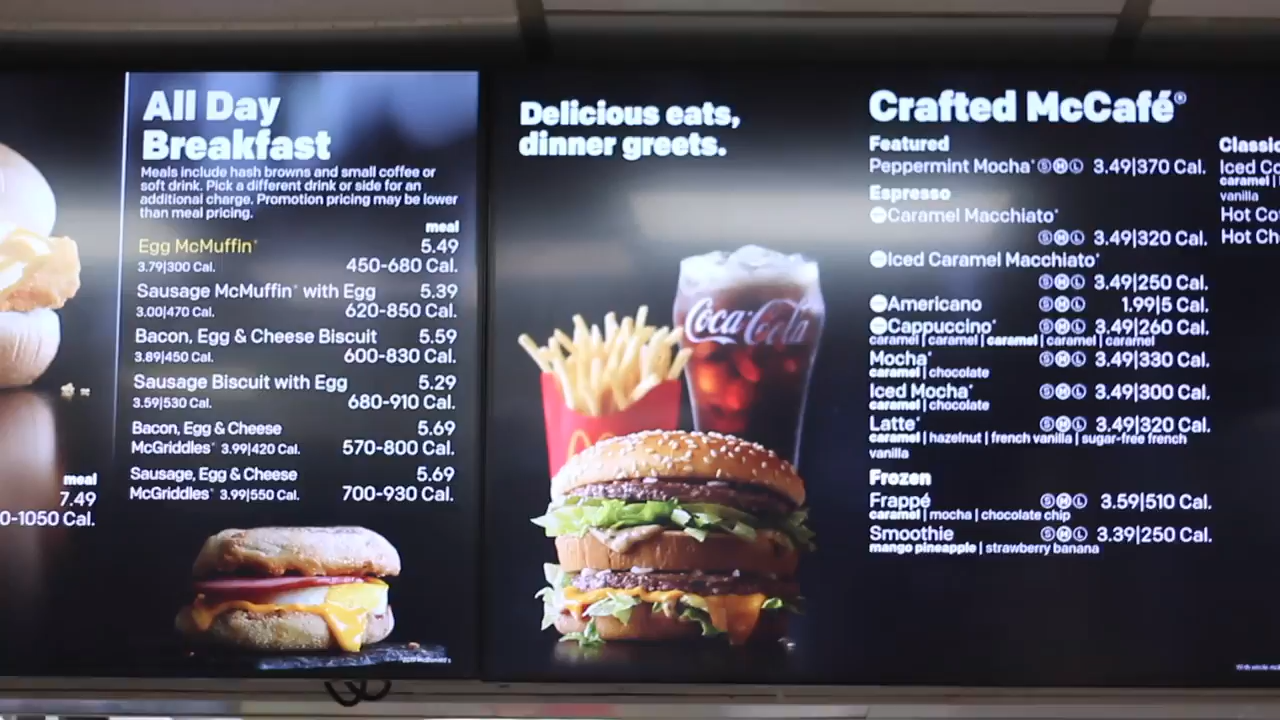 meal
7.49
0-1050 Cal.
All Day
Breakfast
Meals include hash browns and small coffee or
soft drink. Pick a different drink or side for an
additional charge. Promotion pricing may be lower
than meal pricing.
meal
Egg McMuffin® 5.49
3.79|300 Cal. 450-680 Cal.
Sausage McMuffin® with Egg 5.39
3.00|470 Cal. 620-850 Cal.
Bacon, Egg & Cheese Biscuit 5.59
3.89|450 Cal. 600-830 Cal.
Sausage Biscuit with Egg 5.29
3.59|530 Cal. 680-910 Cal.
Bacon, Egg & Cheese 5.69
McGriddles® 3.99|420 Cal. 570-800 Cal.
Sausage, Egg & Cheese 5.69
McGriddles® 3.99|550 Cal. 700-930 Cal.
Delicious eats,
dinner greets.
Coca-Cola
Crafted McCafé®
Featured
Peppermint Mocha® S M L 3.49|370 Cal.
Espresso
Caramel Macchiato®
S M L 3.49|320 Cal.
Iced Caramel Macchiato®
S M L 3.49|250 Cal.
Americano S M L 1.99|5 Cal.
Cappuccino® S M L 3.49|260 Cal.
caramel | caramel | caramel | caramel | caramel
Mocha® S M L 3.49|330 Cal.
caramel | chocolate
Iced Mocha® S M L 3.49|300 Cal.
caramel | chocolate
Latte® S M L 3.49|320 Cal.
caramel | hazelnut | french vanilla | sugar-free french
vanilla
Frozen
Frappé S M L 3.59|510 Cal.
caramel | mocha | chocolate chip
Smoothie S M L 3.39|250 Cal.
mango pineapple | strawberry banana
Classic
Iced Co
caramel |
vanilla
Hot Co
Hot Ch